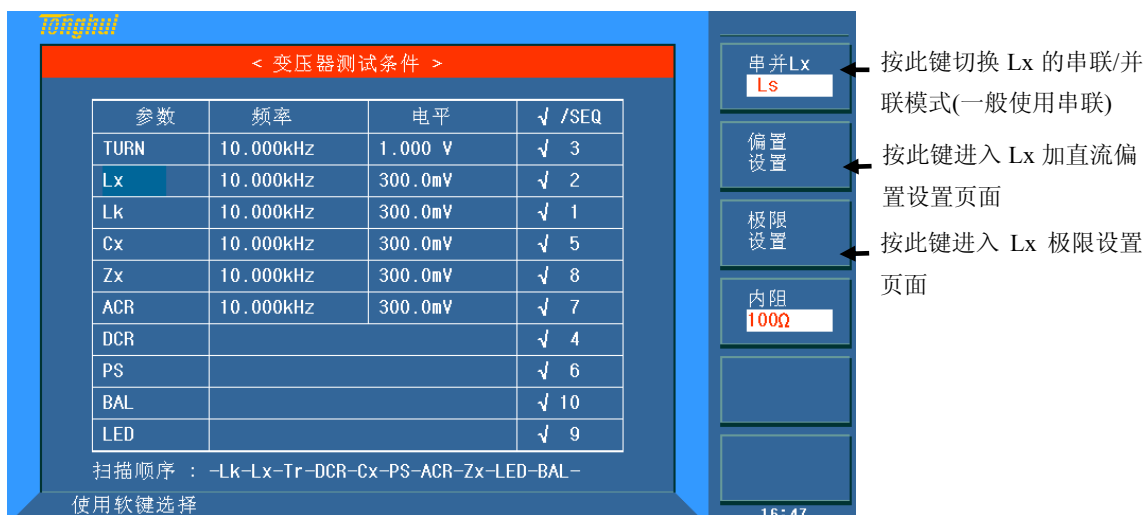 Tonghui
< 变压器测试条件 >
参数 频率 电平 √ /SEQ
TURN 10.000kHz 1.000 V √ 3
Lx 10.000kHz 300.0mV √ 2
Lk 10.000kHz 300.0mV √ 1
Cx 10.000kHz 300.0mV √ 5
Zx 10.000kHz 300.0mV √ 8
ACR 10.000kHz 300.0mV √ 7
DCR √ 4
PS √ 6
BAL √ 10
LED √ 9
扫描顺序 : -Lk-Lx-Tr-DCR-Cx-PS-ACR-Zx-LED-BAL-
使用软键选择
串并Lx
Ls
偏置
设置
极限
设置
内阻
100Ω
16:47
按此键切换 Lx 的串联/并
联模式(一般使用串联)
按此键进入 Lx 加直流偏
置设置页面
按此键进入 Lx 极限设置
页面